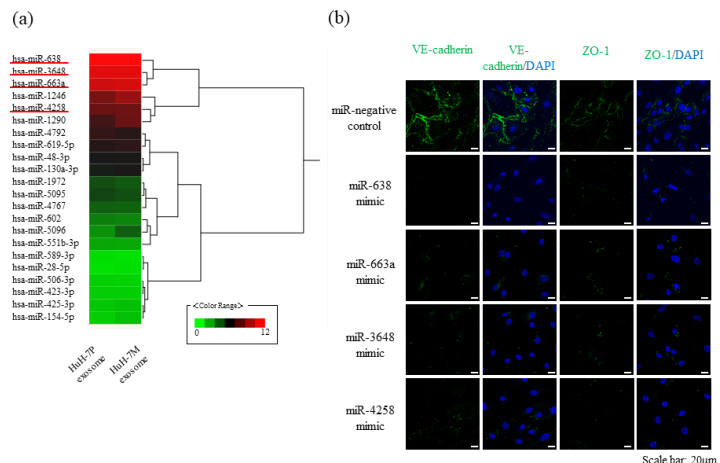 (a)
hsa-miR-638
hsa-miR-3648
hsa-miR-663a
hsa-miR-1246
hsa-miR-4258
hsa-miR-1290
hsa-miR-4792
hsa-miR-619-5p
hsa-miR-48-3p
hsa-miR-130a-3p
hsa-miR-1972
hsa-miR-5095
hsa-miR-4767
hsa-miR-602
hsa-miR-5096
hsa-miR-551b-3p
hsa-miR-589-3p
hsa-miR-28-5p
hsa-miR-506-3p
hsa-miR-423-3p
hsa-miR-425-3p
hsa-miR-154-5p
HuH-7P
exosome
HuH-7M
exosome
<Color Range>
0 12
(b)
VE-cadherin
VE-
cadherin/DAPI
ZO-1
ZO-1/DAPI
miR-negative
control
miR-638
mimic
miR-663a
mimic
miR-3648
mimic
miR-4258
mimic
Scale bar: 20μm